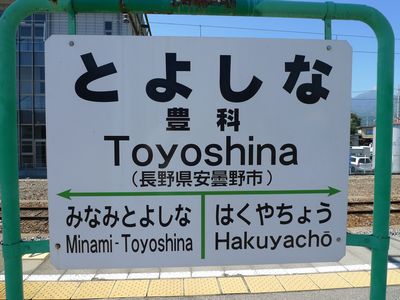 とよしな
豊科
Toyoshina
(長野県安曇野市)
みなみとよしな はくやちょう
Minami-Toyoshina Hakuyachō